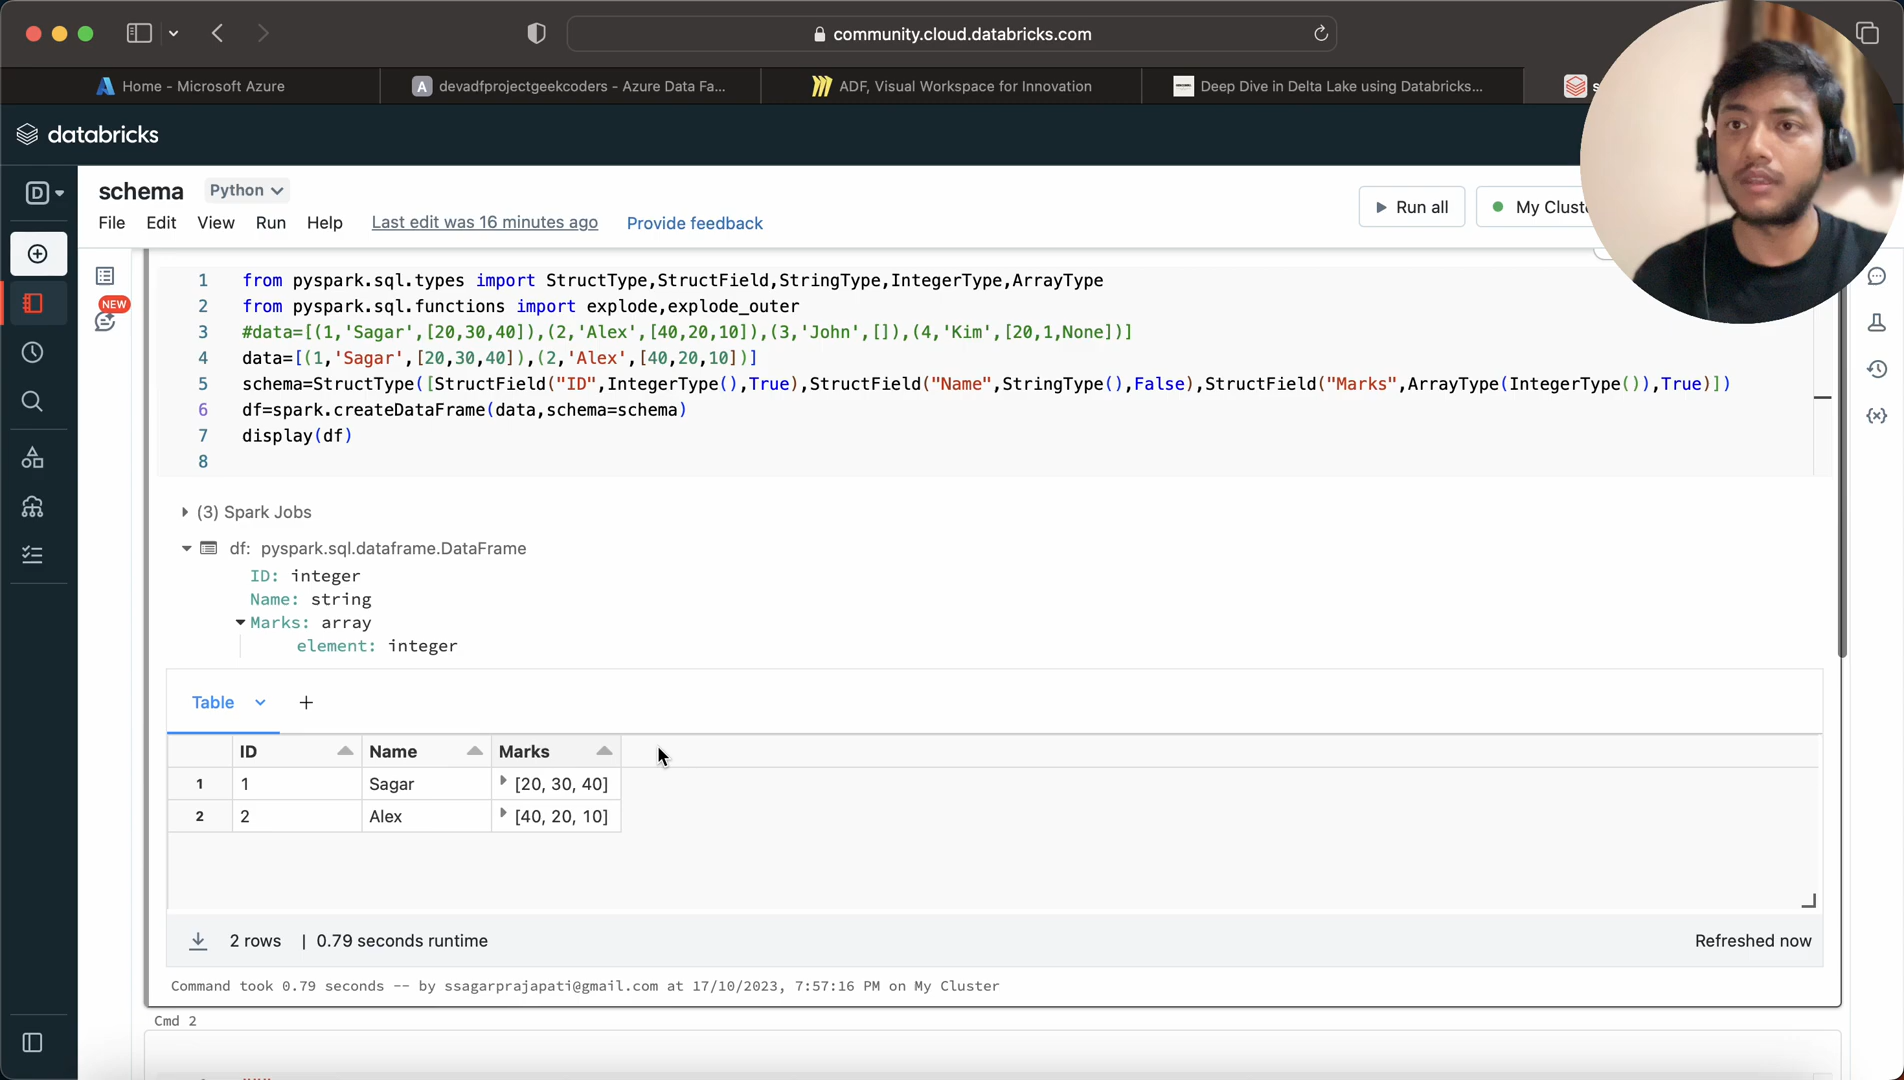 community.cloud.databricks.com
Home - Microsoft Azure
A devadfprojectgeekcoders - Azure Data Fa...
ADF, Visual Workspace for Innovation
Deep Dive in Delta Lake using Databricks...
databricks
D
schema Python
Run all
My Cluste
File Edit View Run Help Last edit was 16 minutes ago Provide feedback
NEW
1 from pyspark.sql.types import StructType,StructField,StringType,IntegerType,ArrayType
2 from pyspark.sql.functions import explode,explode_outer
3 #data=[(1,'Sagar',[20,30,40]),(2,'Alex',[40,20,10]),(3,'John',[]),(4,'Kim',[20,1,None])]
4 data=[(1,'Sagar',[20,30,40]),(2,'Alex',[40,20,10])]
5 schema=StructType([StructField("ID",IntegerType(),True),StructField("Name",StringType(),False),StructField("Marks",ArrayType(IntegerType()),True)])
6 df=spark.createDataFrame(data,schema=schema)
7 display(df)
8
(3) Spark Jobs
df: pyspark.sql.dataframe.DataFrame
ID: integer
Name: string
Marks: array
element: integer
Table +
ID Name Marks
1 1 Sagar [20, 30, 40]
2 2 Alex [40, 20, 10]
2 rows | 0.79 seconds runtime
Refreshed now
Command took 0.79 seconds -- by ssagarprajapati@gmail.com at 17/10/2023, 7:57:16 PM on My Cluster
Cmd 2